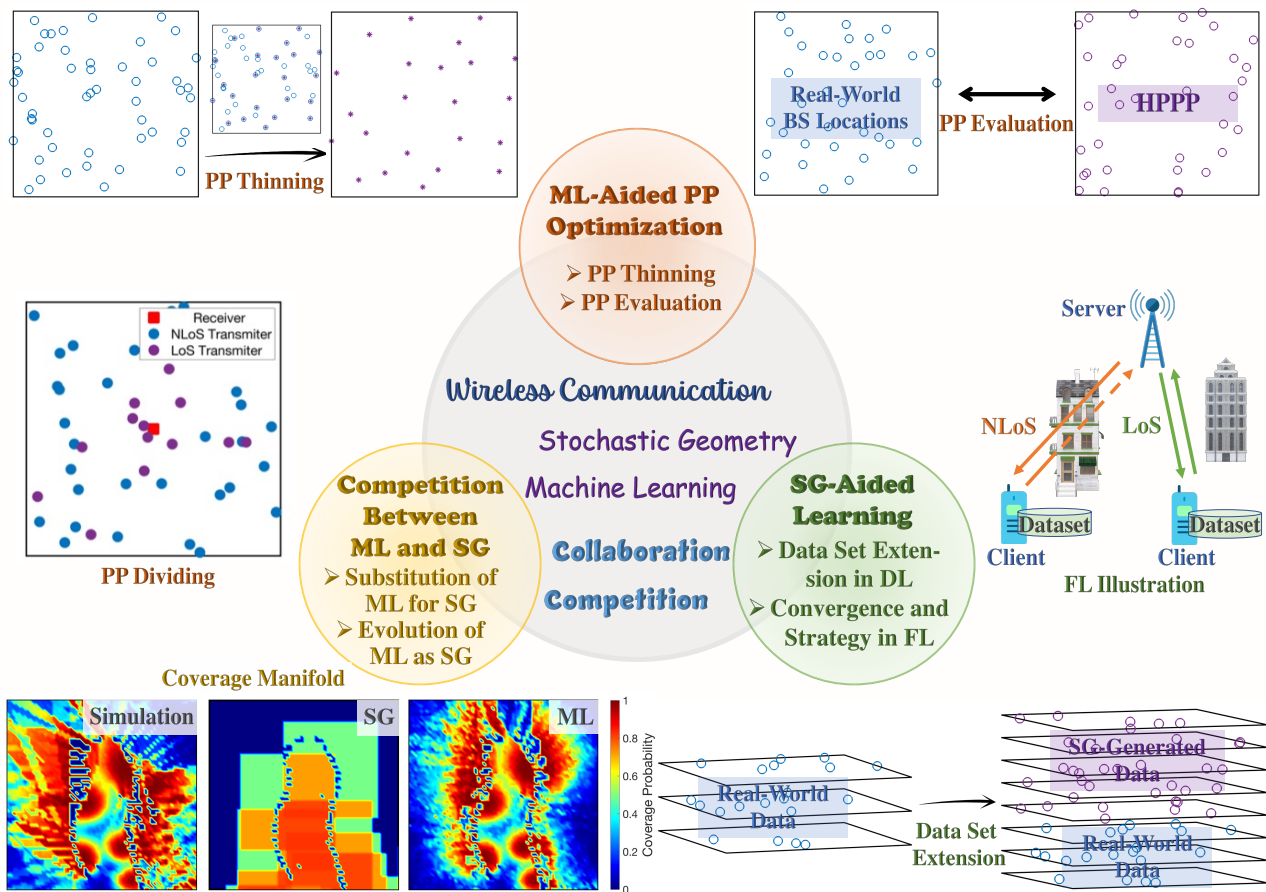 PP Thinning
Real-World
BS Locations
PP Evaluation
HPPP
ML-Aided PP
Optimization
➢ PP Thinning
➢ PP Evaluation
Receiver
NLoS Transmiter
LoS Transmiter
PP Dividing
Wireless Communication
Stochastic Geometry
Machine Learning
Collaboration
Competition
Server
NLoS
LoS
Dataset
Dataset
Client
Client
FL Illustration
Competition
Between
ML and SG
➢ Substitution of
ML for SG
➢ Evolution of
ML as SG
SG-Aided
Learning
➢ Data Set Exten-
sion in DL
➢ Convergence and
Strategy in FL
Coverage Manifold
Simulation
SG
ML
1
0.8
0.6
0.4
0.2
0
Coverage Probability
Real-World
Data
Data Set
Extension
SG-Generated
Data
Real-World
Data